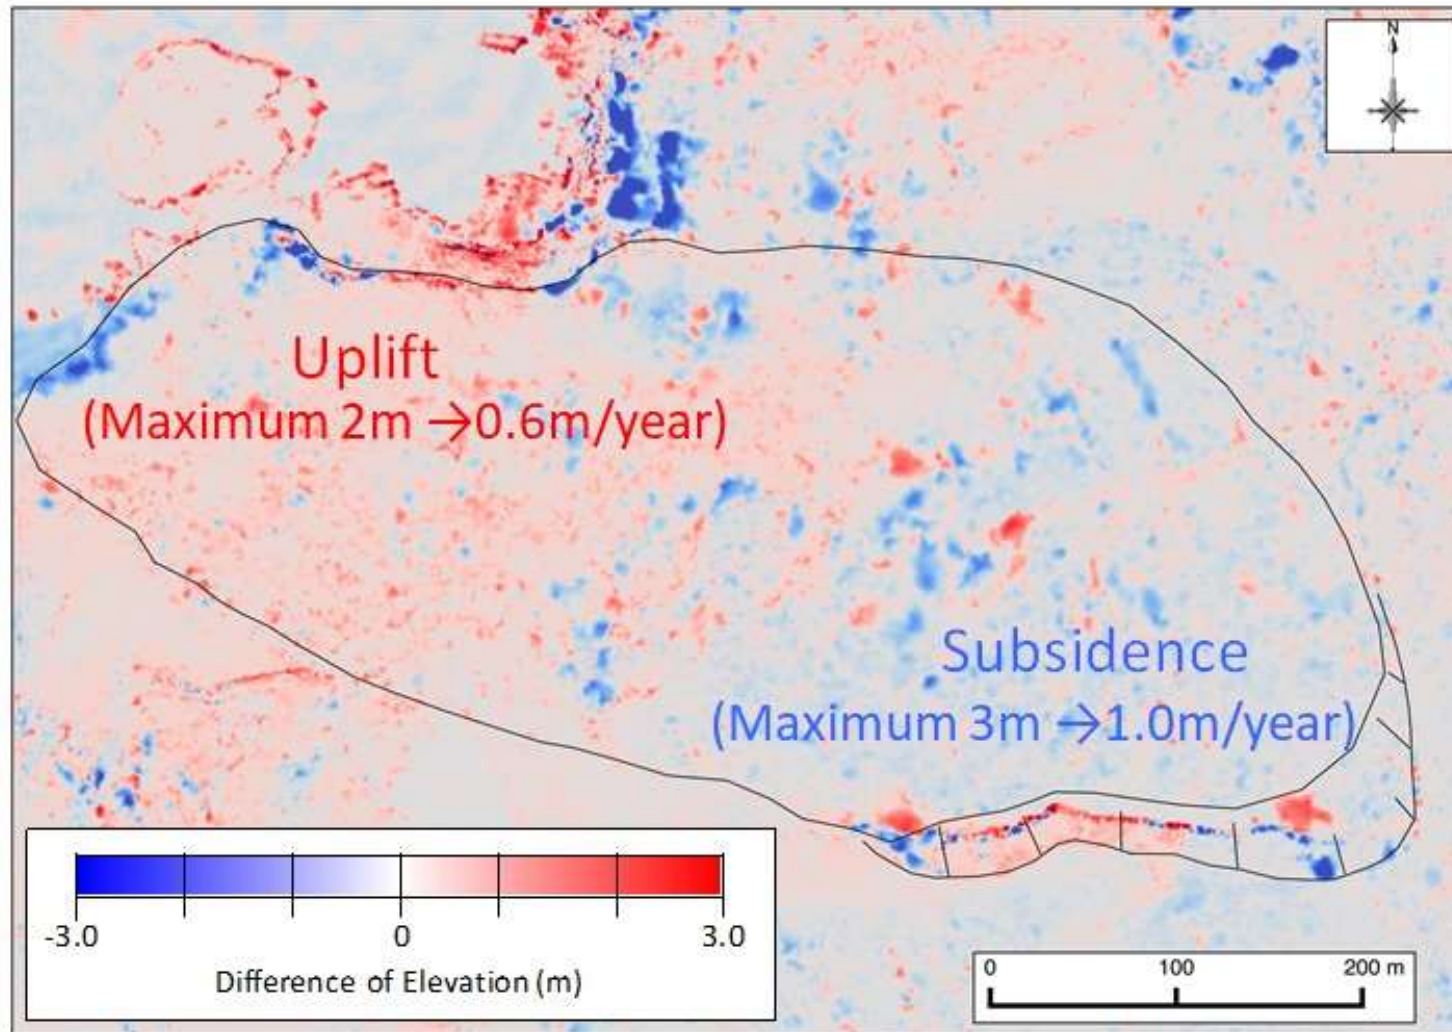 N
Uplift
(Maximum 2m →0.6m/year)
Subsidence
(Maximum 3m →1.0m/year)
-3.0 0 3.0
Difference of Elevation (m)
0 100 200 m